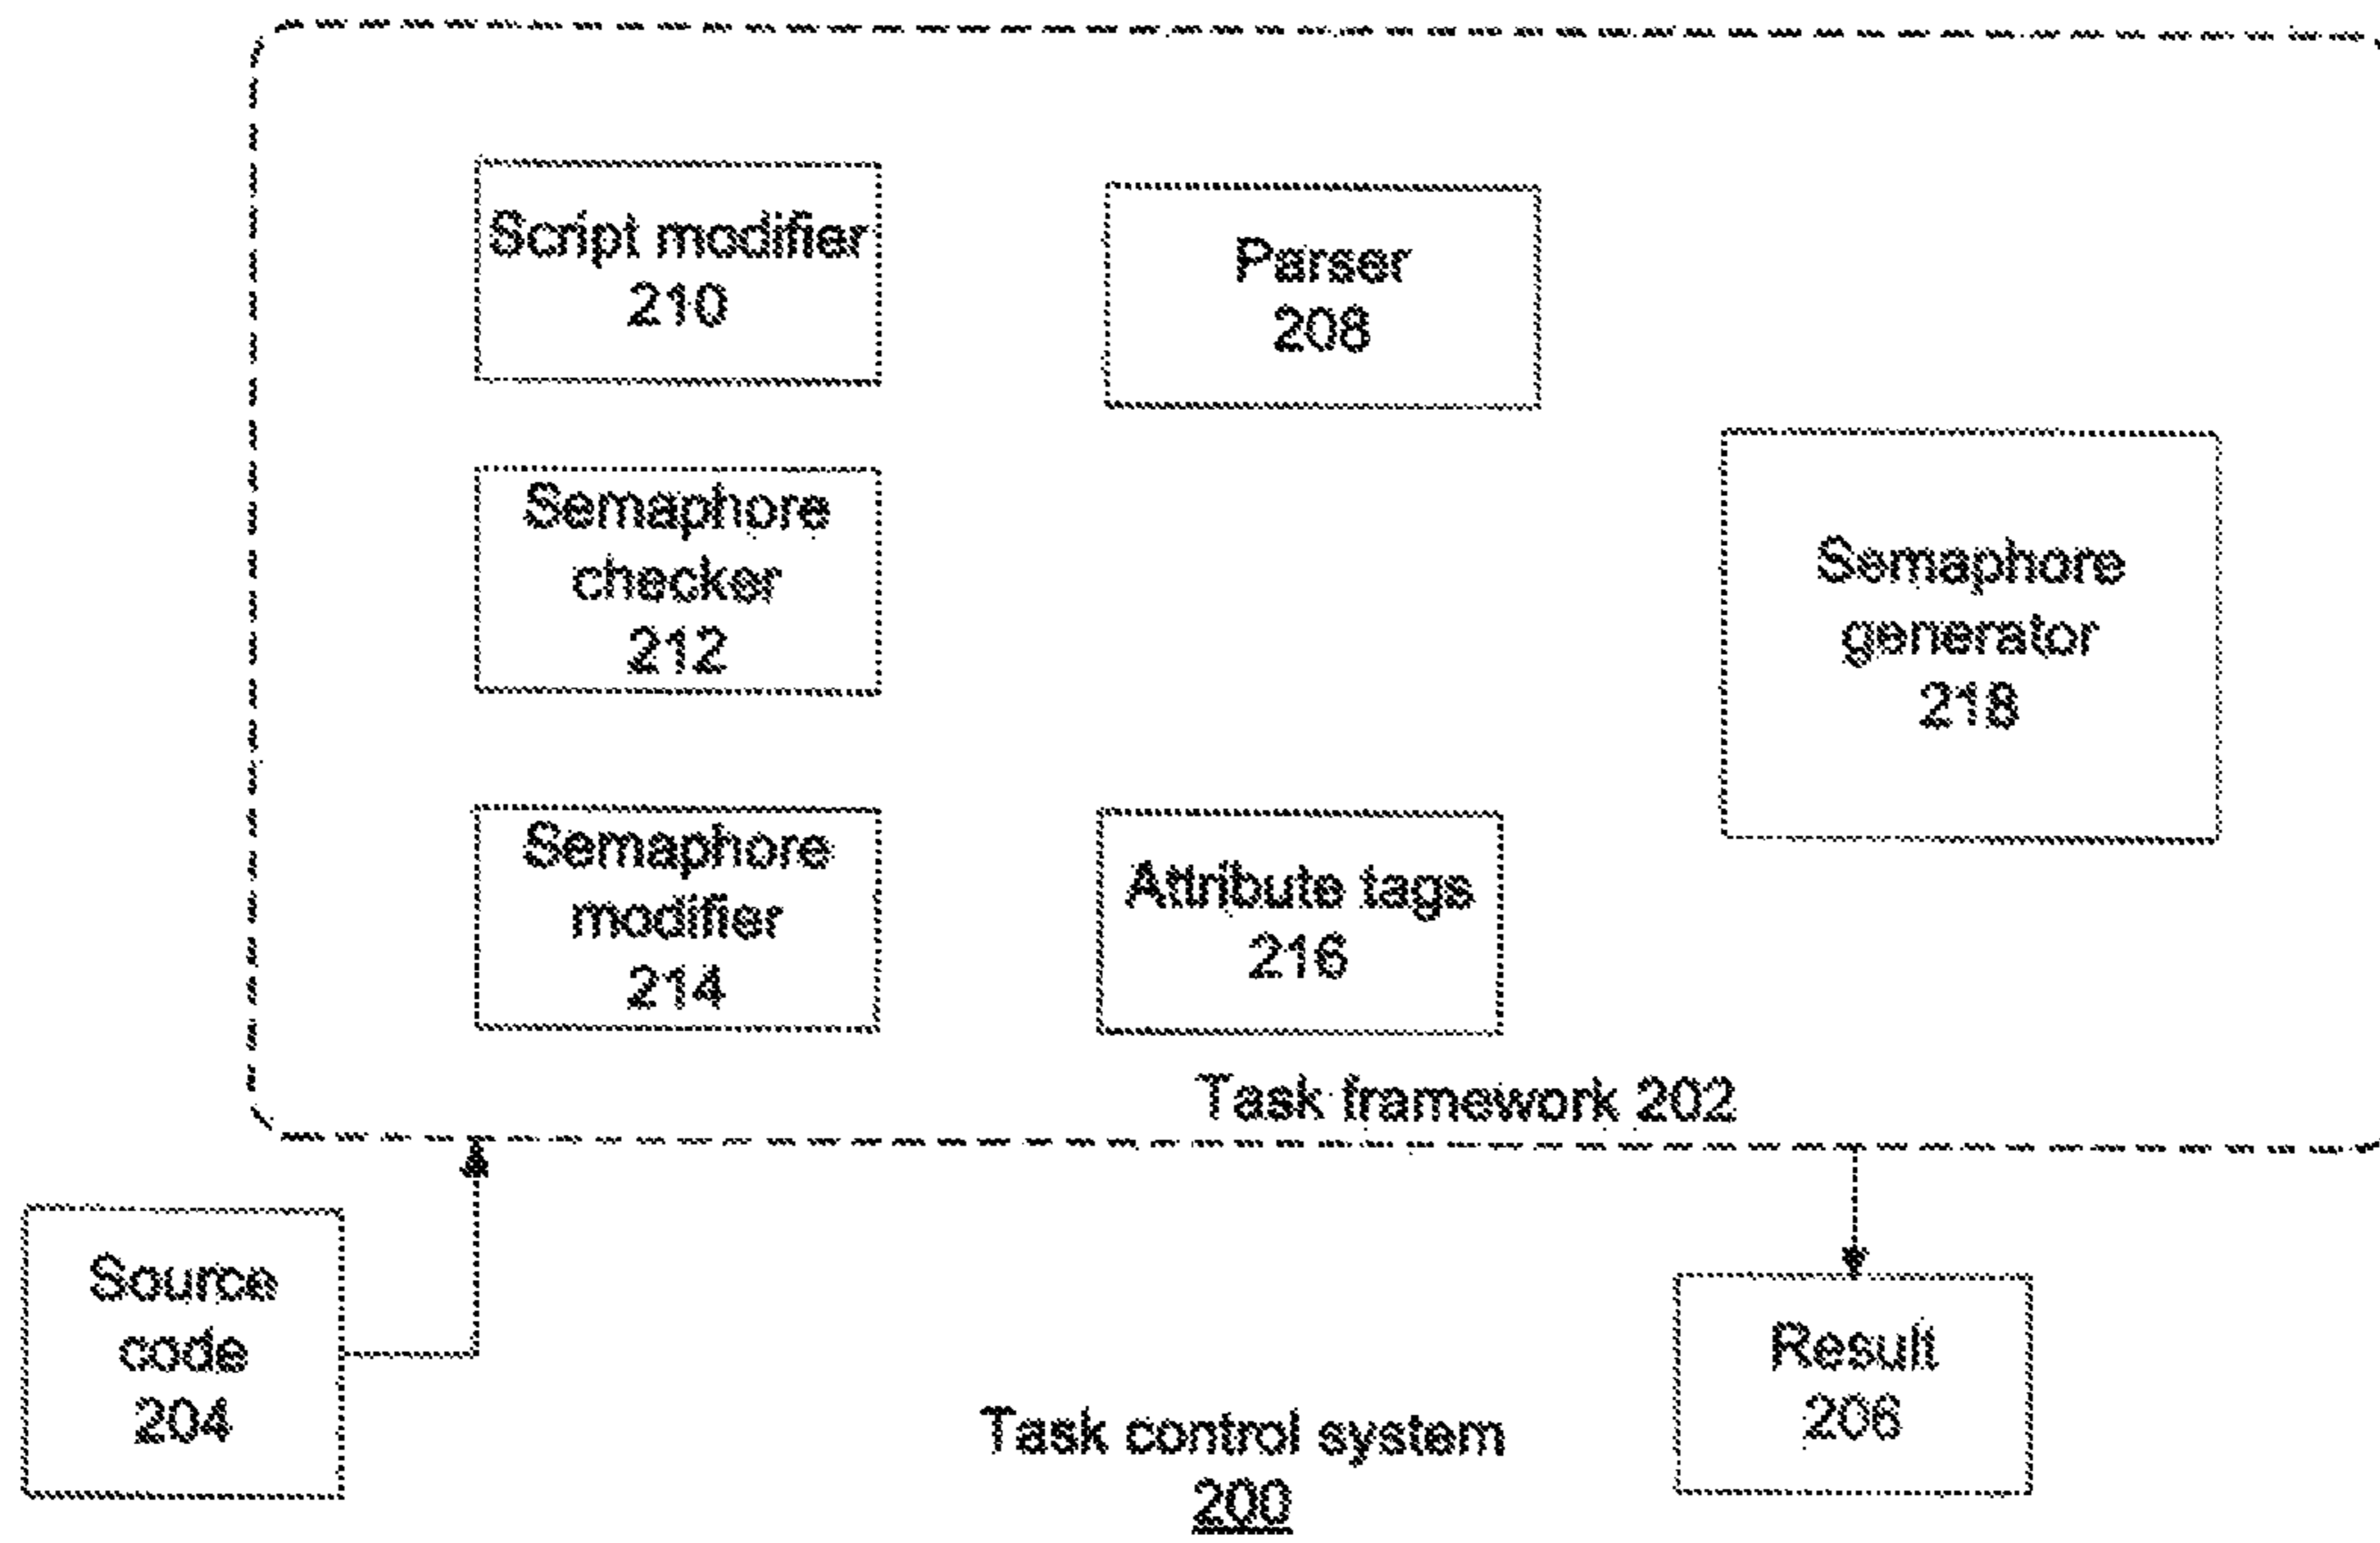 Script modifier
210
Parser
208
Semaphore
checker
212
Semaphore
generator
218
Semaphore
modifier
214
Attribute tags
216
Task framework 202
Source
code
204
Result
206
Task control system
200